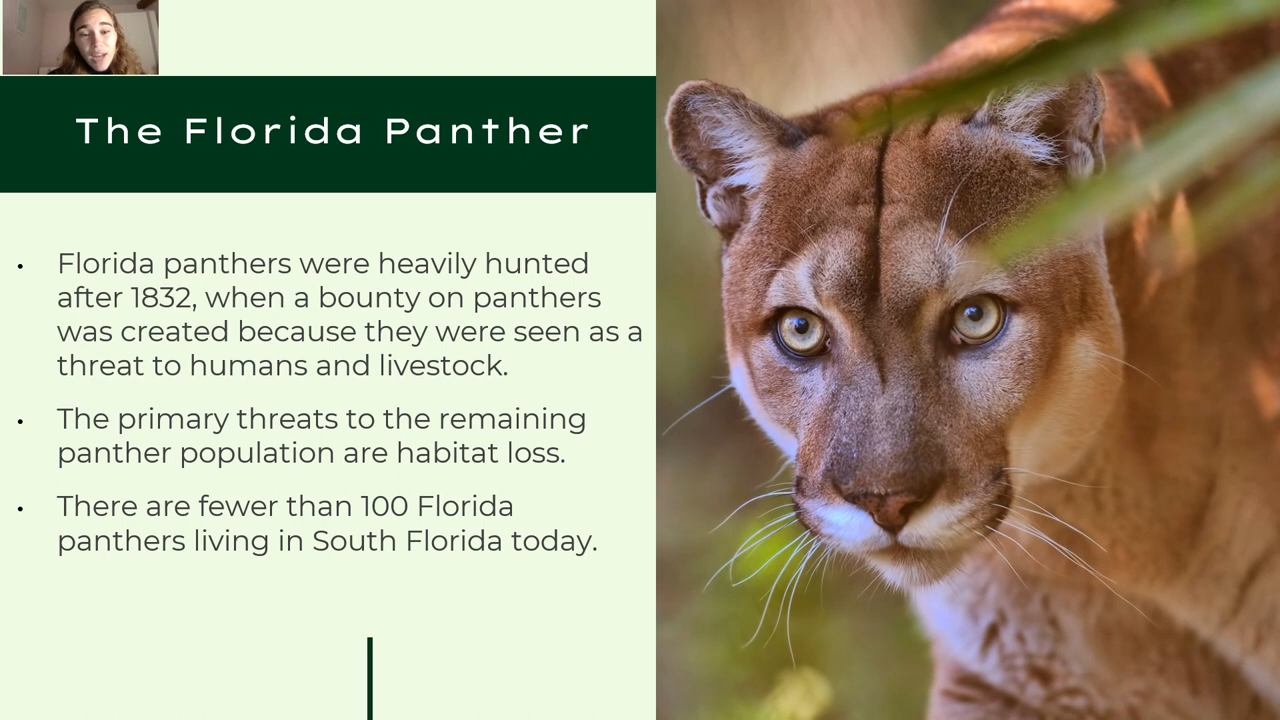 The Florida Panther
• Florida panthers were heavily hunted
after 1832, when a bounty on panthers
was created because they were seen as a
threat to humans and livestock.
• The primary threats to the remaining
panther population are habitat loss.
• There are fewer than 100 Florida
panthers living in South Florida today.